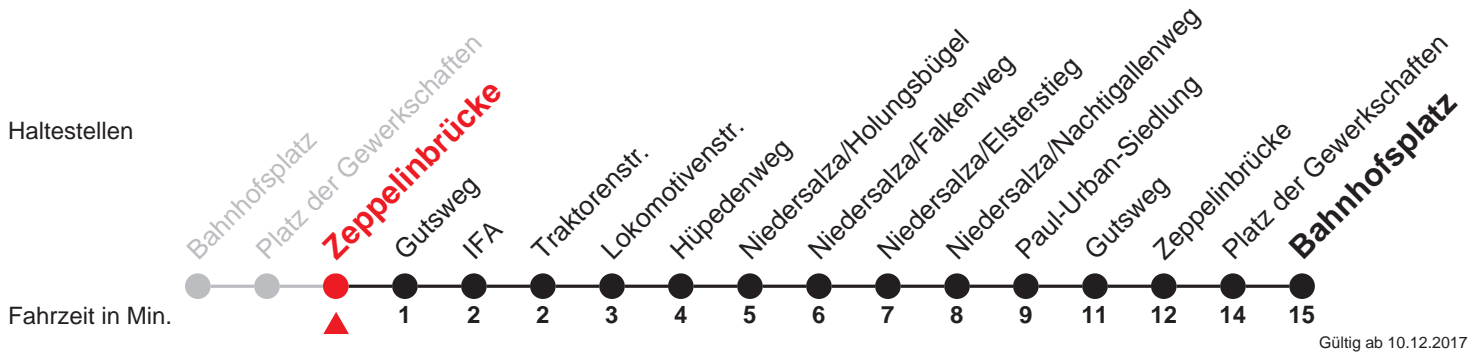 Haltestellen
Bahnhofsplatz
Platz der Gewerkschaften
Zeppelinbrücke
Gutsweg
IFA
Traktorenstr.
Lokomotivenstr.
Hüpedenweg
Niedersalza/Holungsbügel
Niedersalza/Falkenweg
Niedersalza/Elsterstieg
Niedersalza/Nachtigallenweg
Paul-Urban-Siedlung
Gutsweg
Zeppelinbrücke
Platz der Gewerkschaften
Bahnhofsplatz
Fahrzeit in Min. 1 2 2 3 4 5 6 7 8 9 11 12 14 15
Gültig ab 10.12.2017